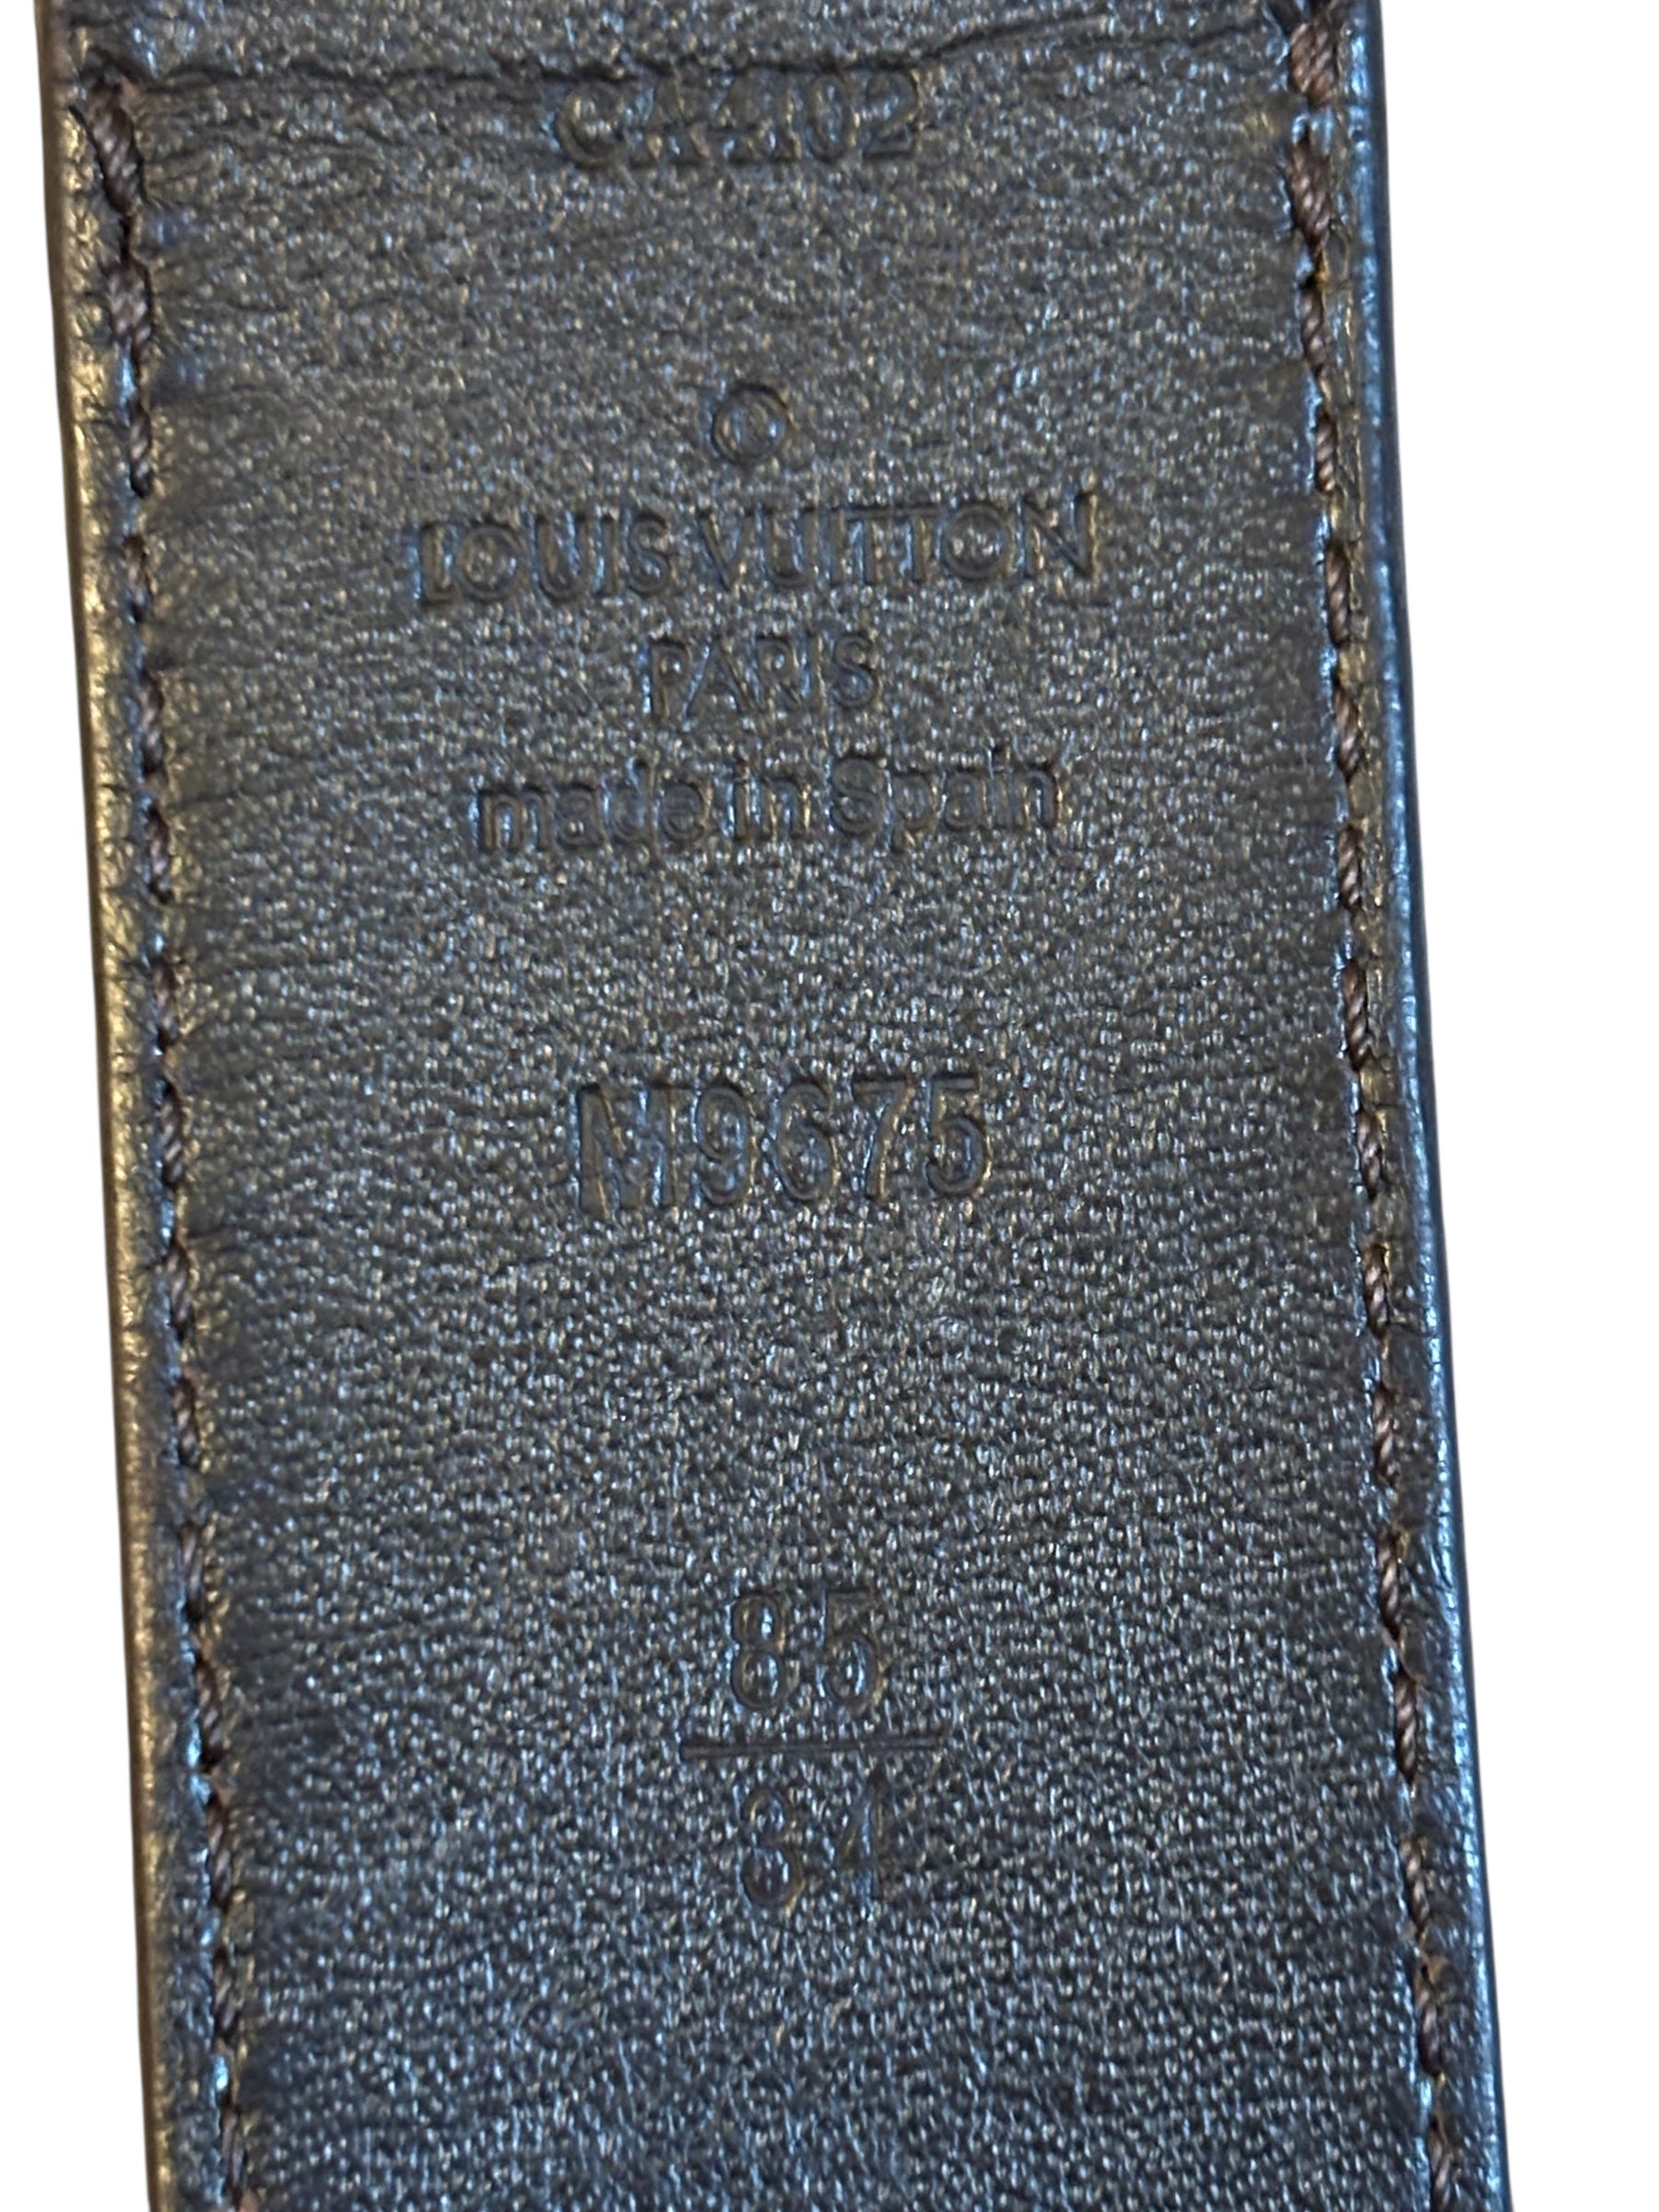 CA4102
®
LOUIS VUITTON
PARIS
made in Spain
M9675
85
34